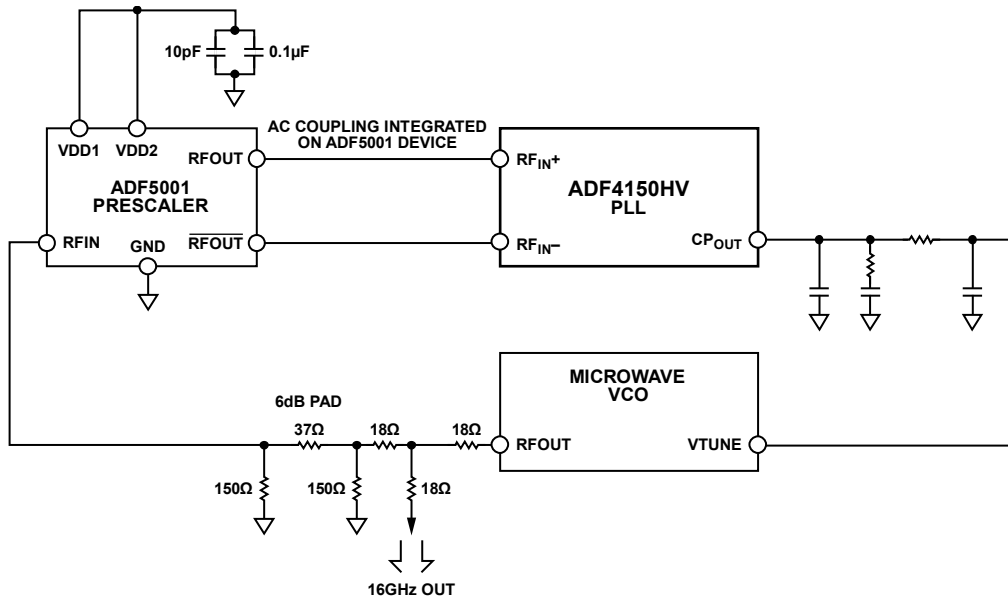 10pF
0.1µF
VDD1
VDD2
RFOUT
ADF5001
PRESCALER
RFIN
GND
RFOUT
AC COUPLING INTEGRATED
ON ADF5001 DEVICE
RFIN+
ADF4150HV
PLL
RFIN–
CPOUT
MICROWAVE
VCO
RFOUT
VTUNE
6dB PAD
37Ω
18Ω
18Ω
150Ω
150Ω
18Ω
16GHz OUT